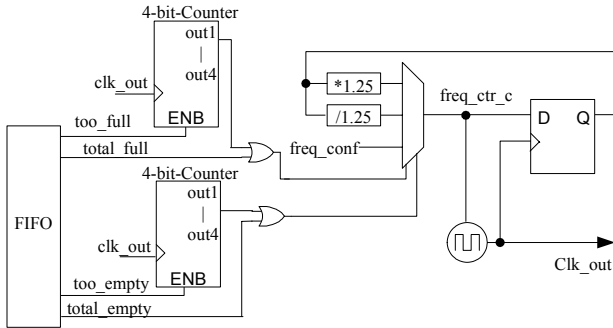 4-bit-Counter
out1
|
out4
clk_out
ENB
too_full
total_full
FIFO
4-bit-Counter
out1
|
out4
clk_out
ENB
too_empty
total_empty
*1.25
/1.25
freq_conf
freq_ctr_c
D Q
Clk_out